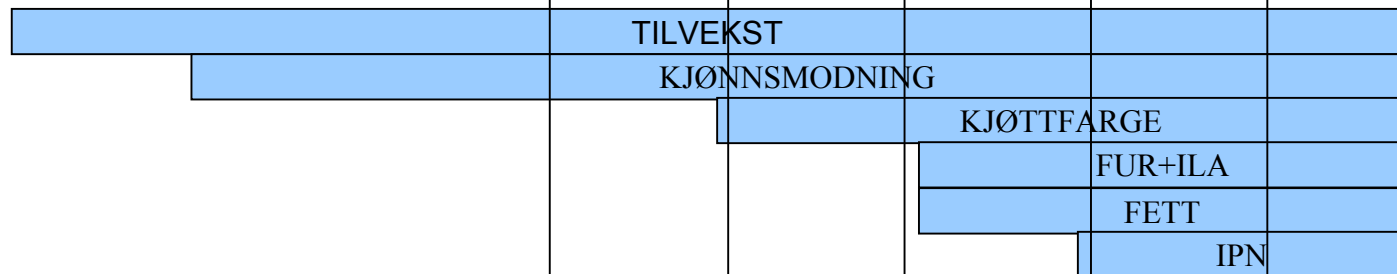 TILVEKST
KJØNNSMODNING
KJØTTFARGE
FUR+ILA
FETT
IPN